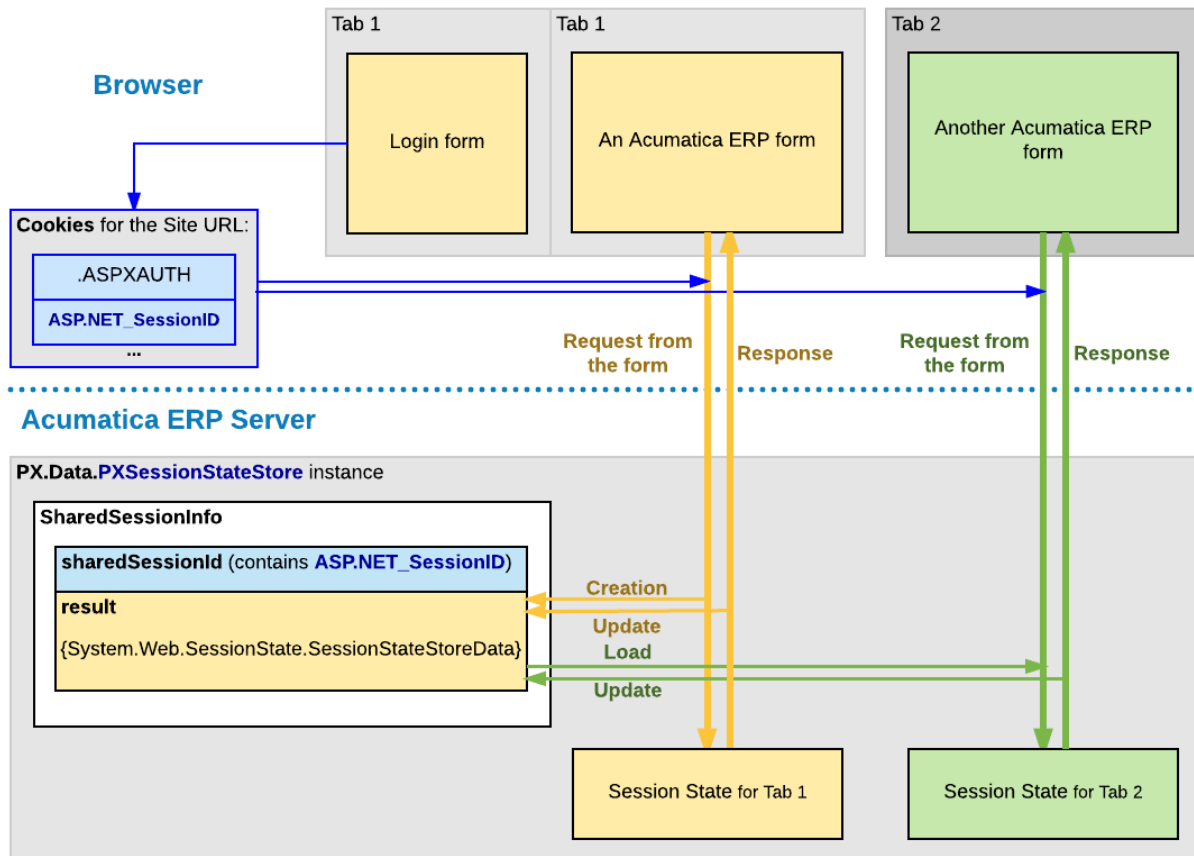 Tab 1
Tab 1
Tab 2
Browser
Login form
An Acumatica ERP form
Another Acumatica ERP
form
Cookies for the Site URL:
.ASPXAUTH
ASP.NET_SessionID
...
Request from
the form
Response
Request from
the form
Response
Acumatica ERP Server
PX.Data.PXSessionStateStore instance
SharedSessionInfo
sharedSessionId (contains ASP.NET_SessionID)
result
{System.Web.SessionState.SessionStateStoreData}
Creation
Update
Load
Update
Session State for Tab 1
Session State for Tab 2